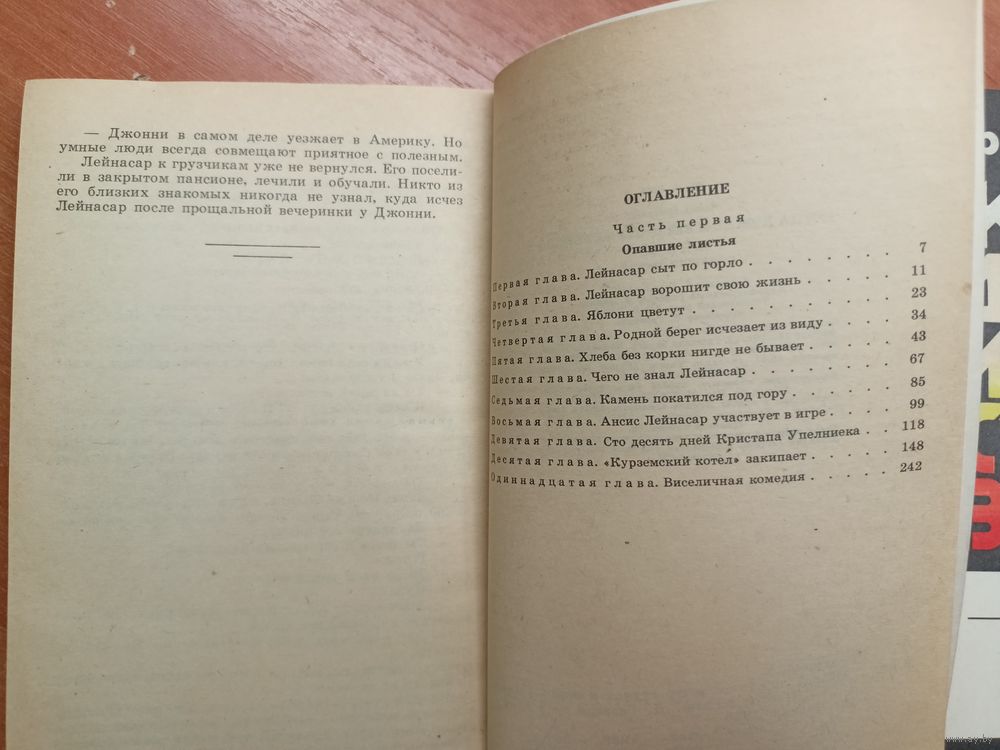 — Джонни в самом деле уезжает в Америку. Но
умные люди всегда совмещают приятное с полезным.
Лейнасар к грузчикам уже не вернулся. Его посели-
ли в закрытом пансионе, лечили и обучали. Никто из
его близких знакомых никогда не узнал, куда исчез
Лейнасар после прощальной вечеринки у Джонни.
ОГЛАВЛЕНИЕ
Часть первая
Опавшие листья
Первая глава. Лейнасар сыт по горло . . . . . . . . 7
Вторая глава. Лейнасар ворошит свою жизнь . . . . . 11
Третья глава. Яблони цветут . . . . . . . . . . 23
Четвертая глава. Родной берег исчезает из виду . . . . 34
Пятая глава. Хлеба без корки нигде не бывает . . . . . 43
Шестая глава. Чего не знал Лейнасар . . . . . . . 67
Седьмая глава. Камень покатился под гору . . . . . 85
Восьмая глава. Ансис Лейнасар участвует в игре . . . . 99
Девятая глава. Сто десять дней Кристапа Упелниека . . 118
Десятая глава. «Курземский котел» закипает . . . . . 148
Одиннадцатая глава. Виселичная комедия . . . . . 242
www.ay.by